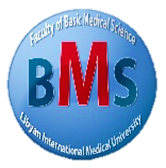 Faculty of Basic Medical Science
BMS
Libyan International Medical University